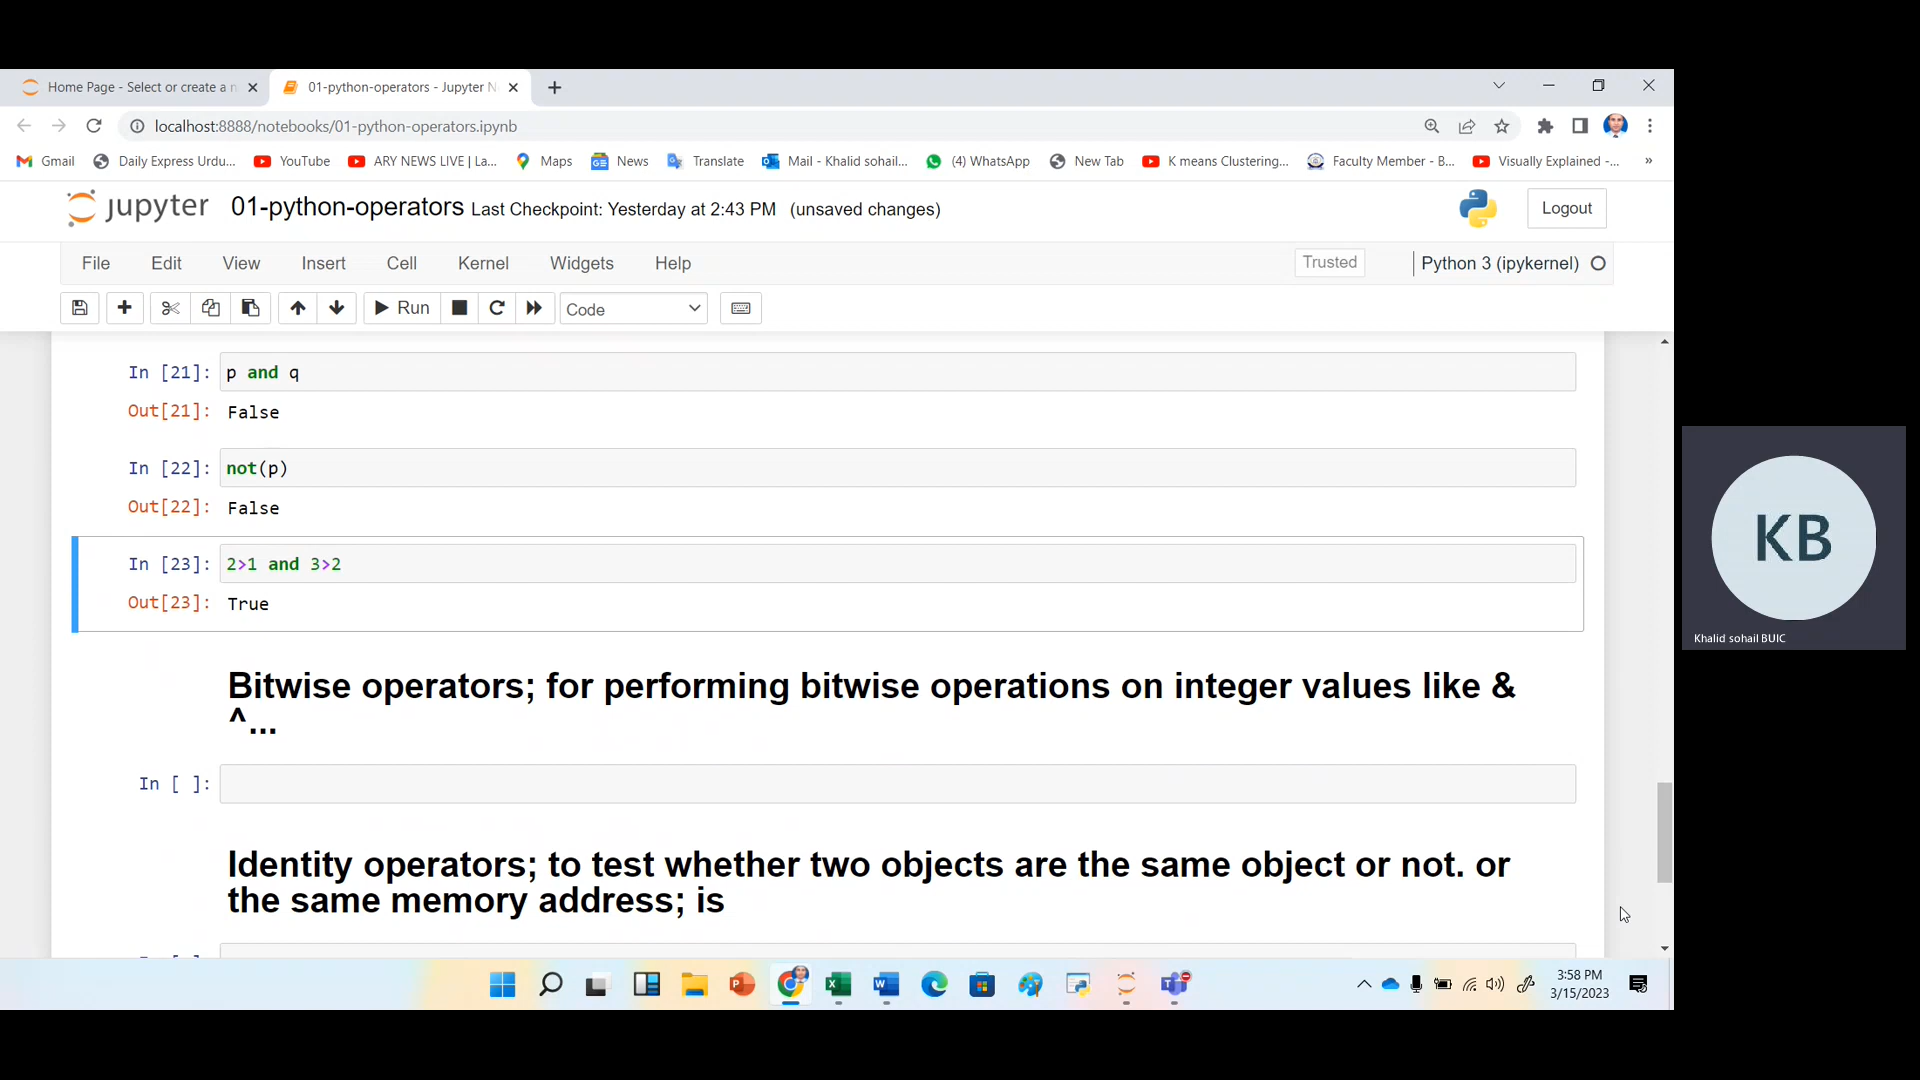 Home Page - Select or create a n
01-python-operators - Jupyter N
localhost:8888/notebooks/01-python-operators.ipynb
Gmail Daily Express Urdu... YouTube ARY NEWS LIVE | La... Maps News Translate Mail - Khalid sohail... (4) WhatsApp New Tab K means Clustering... Faculty Member - B... Visually Explained -... »
jupyter 01-python-operators Last Checkpoint: Yesterday at 2:43 PM (unsaved changes) Logout
File Edit View Insert Cell Kernel Widgets Help Trusted Python 3 (ipykernel)
Run Code
In [21]: p and q
Out[21]: False
In [22]: not(p)
Out[22]: False
In [23]: 2>1 and 3>2
Out[23]: True
Bitwise operators; for performing bitwise operations on integer values like &
^...
In [ ]:
Identity operators; to test whether two objects are the same object or not. or
the same memory address; is
KB
Khalid sohail BUIC
3:58 PM
3/15/2023